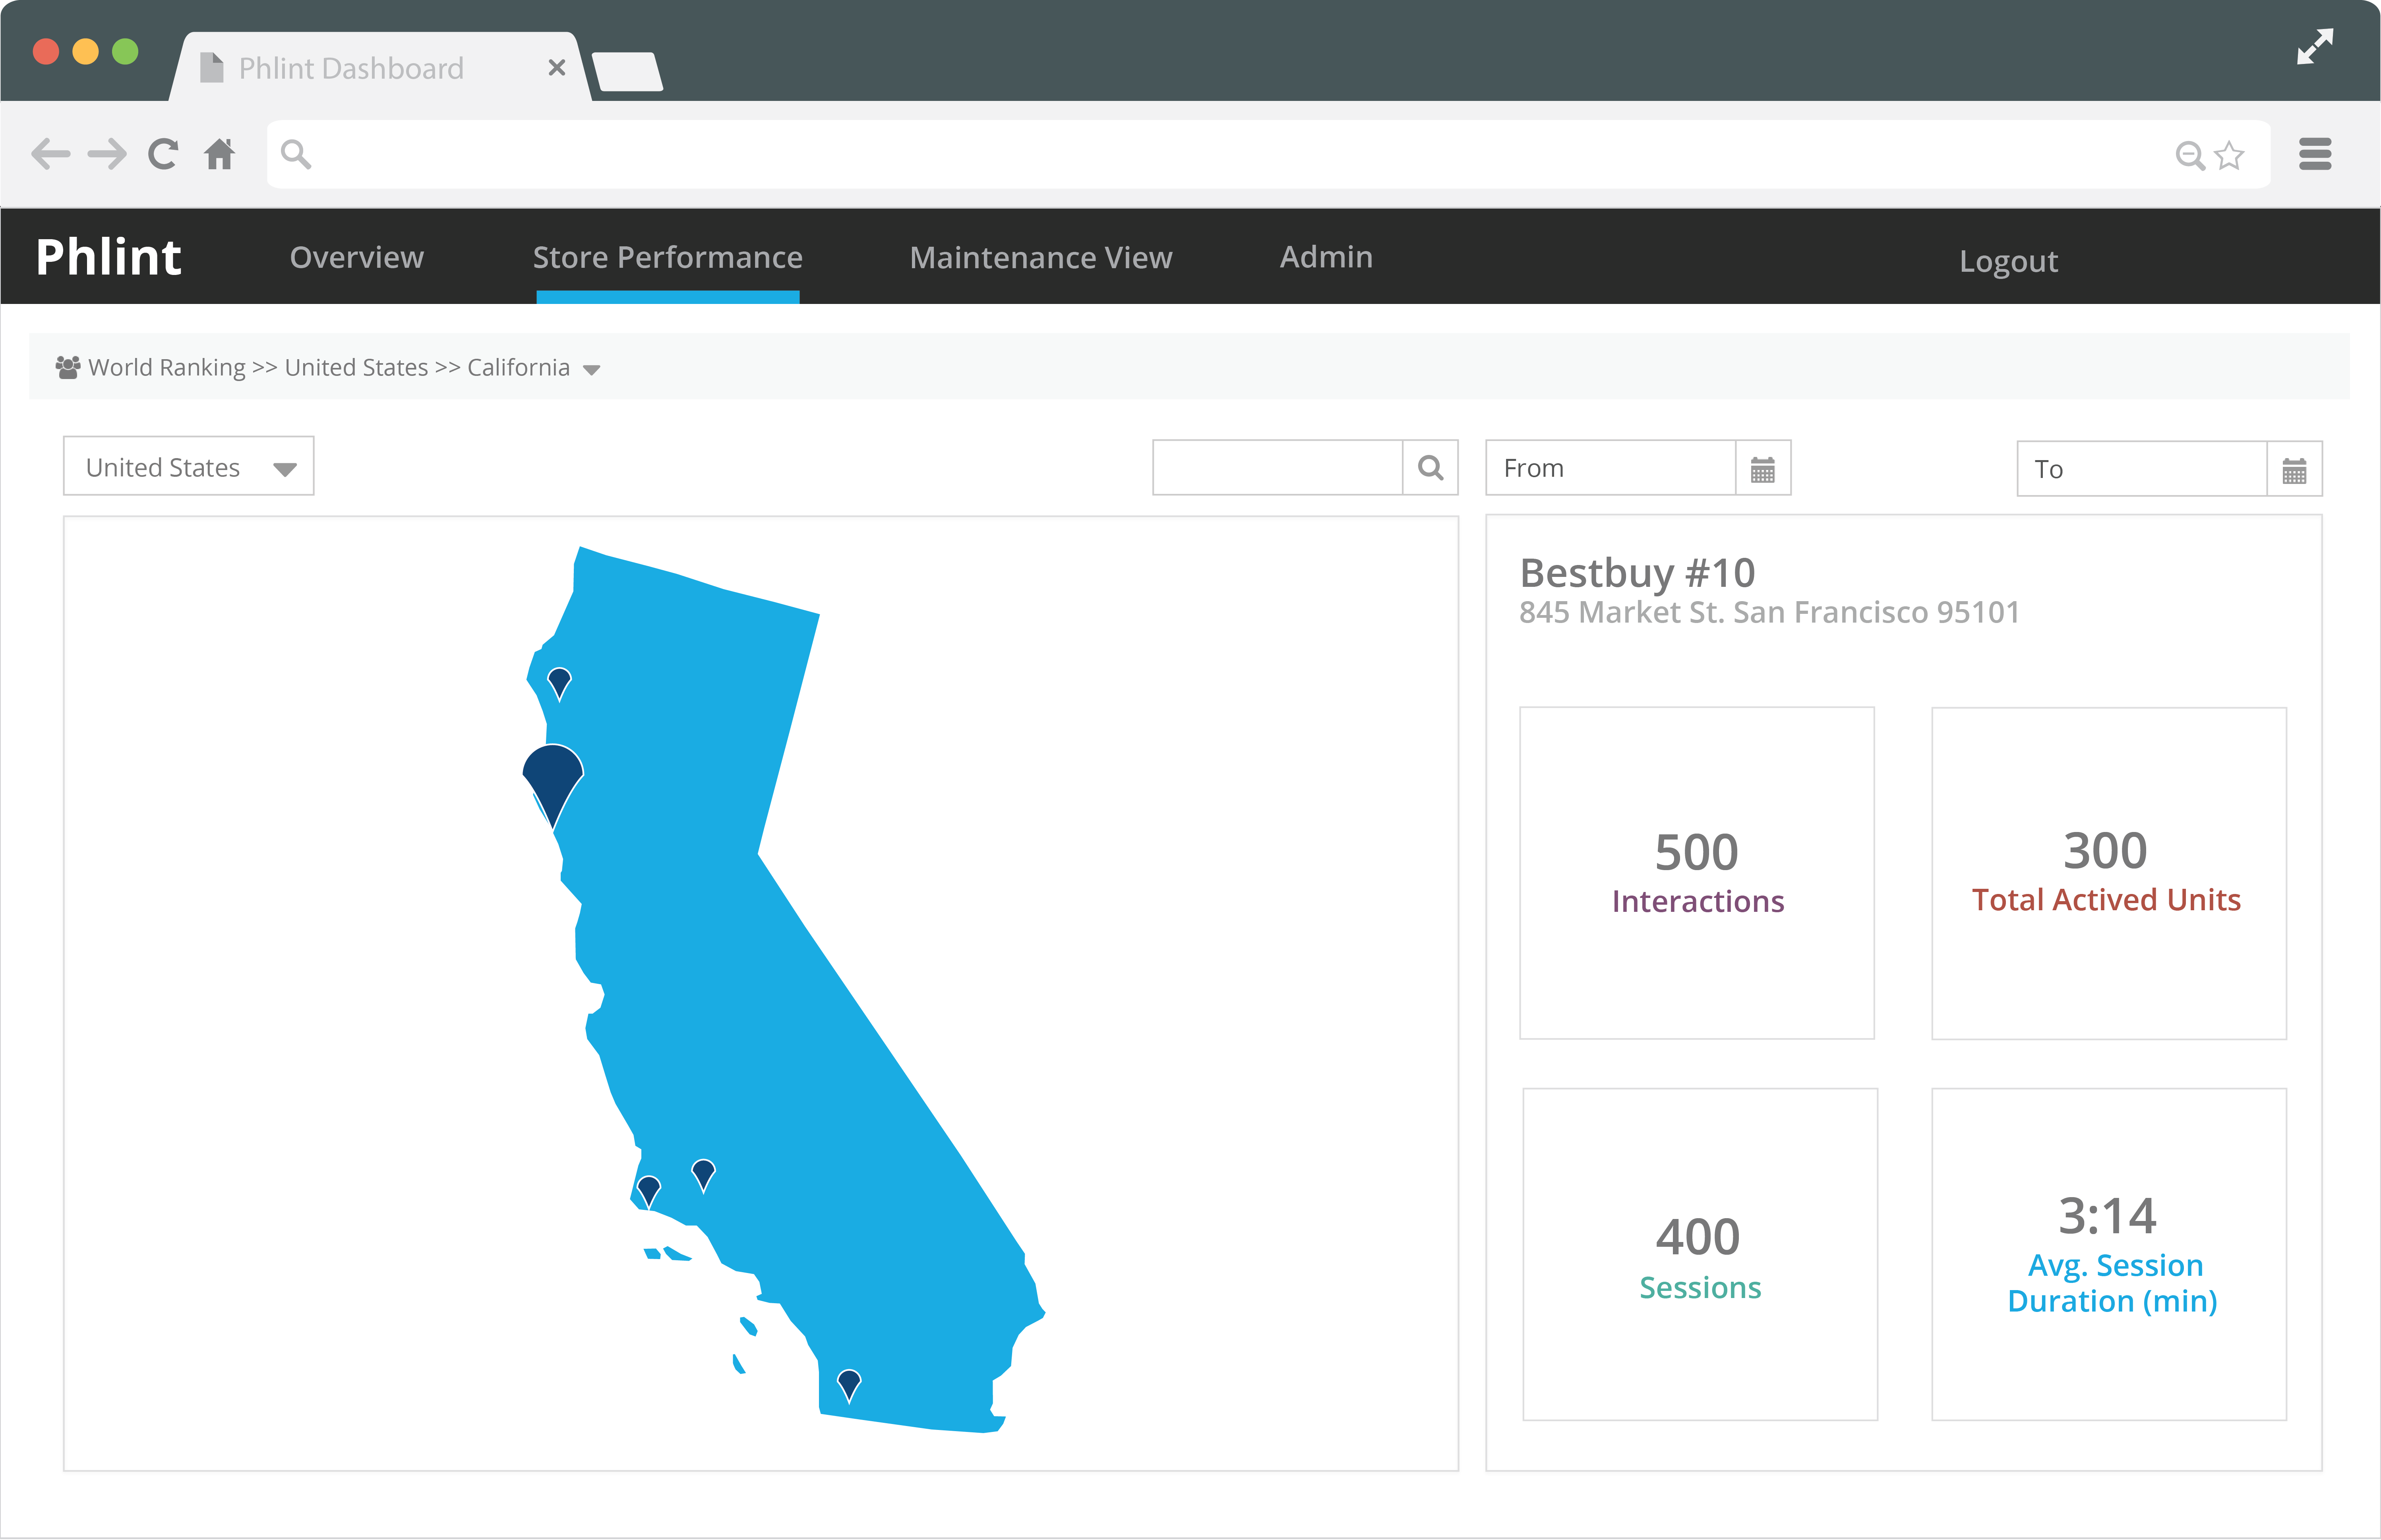 Phlint Dashboard
Phlint
Overview
Store Performance
Maintenance View
Admin
Logout
World Ranking >> United States >> California
United States
From
To
Bestbuy #10
845 Market St. San Francisco 95101
500
Interactions
300
Total Actived Units
400
Sessions
3:14
Avg. Session
Duration (min)